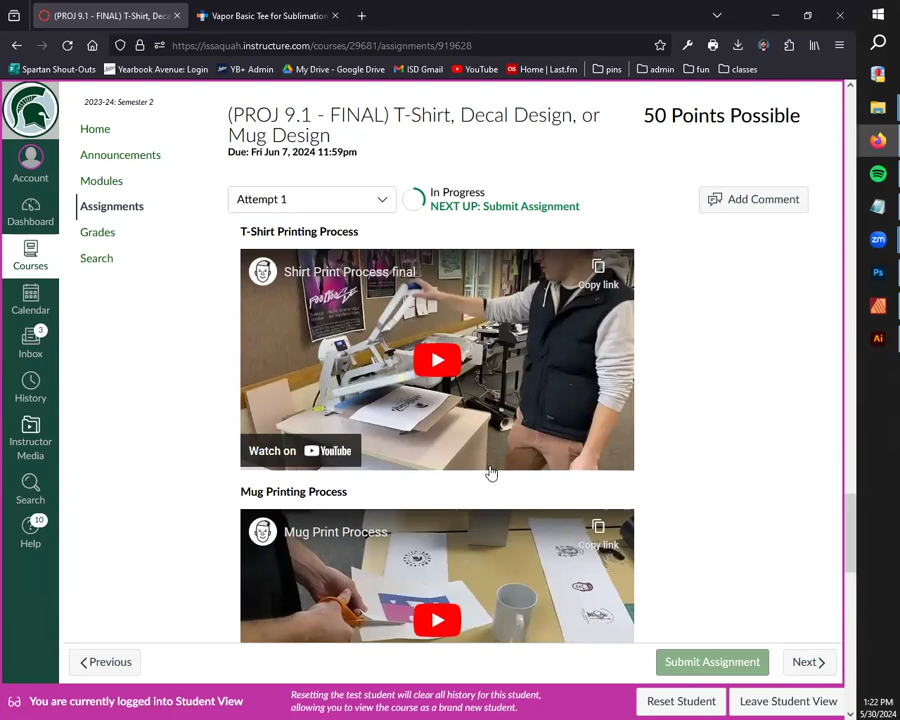 (PROJ 9.1 - FINAL) T-Shirt, Deca
Vapor Basic Tee for Sublimation
https://issaquah.instructure.com/courses/29681/assignments/919628
Spartan Shout-Outs
Yearbook Avenue: Login
YB+ Admin
My Drive - Google Drive
ISD Gmail
YouTube
Home | Last.fm
pins
admin
fun
classes
2023-24: Semester 2
Home
Announcements
Modules
Assignments
Grades
Search
Account
Dashboard
Courses
Calendar
3
Inbox
History
Instructor
Media
Search
10
Help
(PROJ 9.1 - FINAL) T-Shirt, Decal Design, or
Mug Design
Due: Fri Jun 7, 2024 11:59pm
50 Points Possible
Attempt 1
In Progress
NEXT UP: Submit Assignment
Add Comment
T-Shirt Printing Process
Shirt Print Process final
Copy link
FOOTLOOSE
Watch on YouTube
Mug Printing Process
Mug Print Process
Copy link
Previous
Submit Assignment
Next
You are currently logged into Student View
Resetting the test student will clear all history for this student,
allowing you to view the course as a brand new student.
Reset Student
Leave Student View
zm
Ps
Ai
1:22 PM
5/30/2024